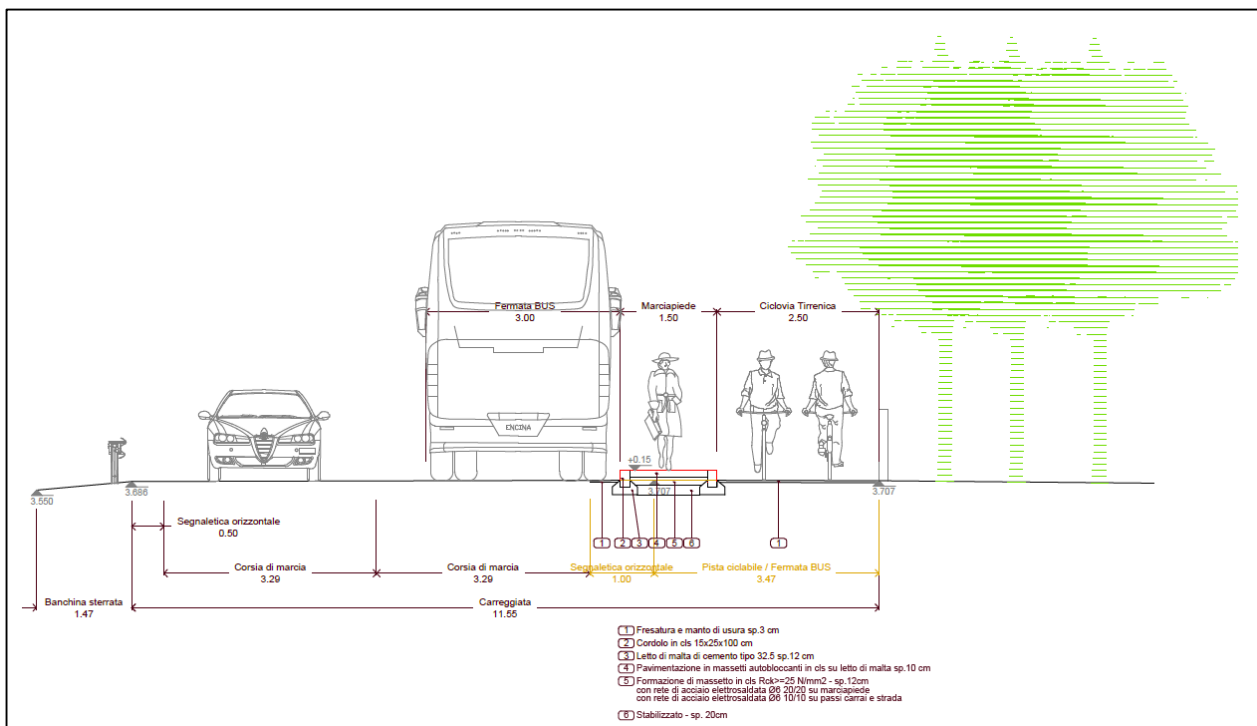 Fermata BUS
3.00
Marciapiede
1.50
Ciclovia Tirrenica
2.50
ENCINA
+0.15
3.550
3.686
3.707
3.707
Segnaletica orizzontale
0.50
1
2
3
4
5
6
1
Corsia di marcia
3.29
Corsia di marcia
3.29
Segnaletica orizzontale
1.00
Pista ciclabile / Fermata BUS
3.47
Banchina sterrata
1.47
Carreggiata
11.55
1 Fresatura e manto di usura sp.3 cm
2 Cordolo in cls 15x25x100 cm
3 Letto di malta di cemento tipo 32.5 sp.12 cm
4 Pavimentazione in massetti autobloccanti in cls su letto di malta sp.10 cm
5 Formazione di massetto in cls Rck>=25 N/mm2 - sp.12cm
con rete di acciaio elettrosaldata Ø6 20/20 su marciapiede
con rete di acciaio elettrosaldata Ø6 10/10 su passi carrai e strada
6 Stabilizzato - sp. 20cm